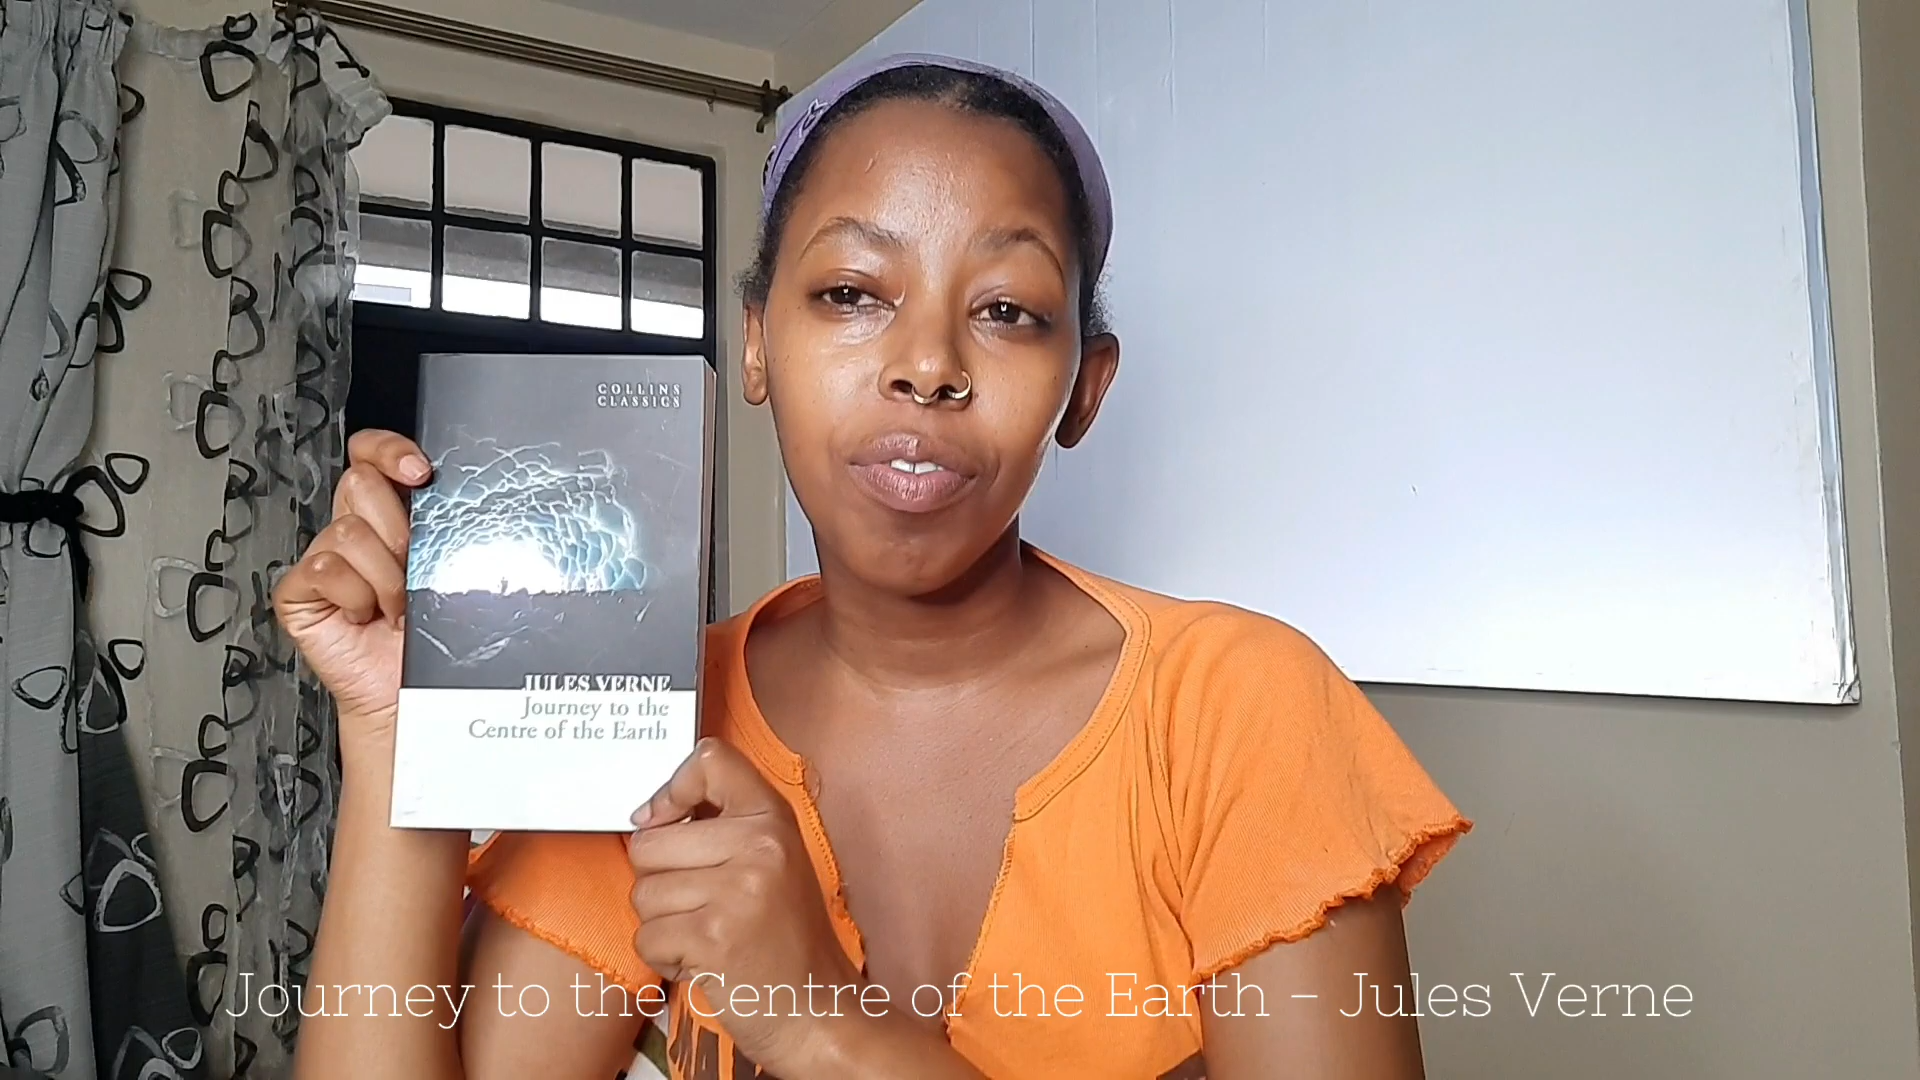 COLLINS
CLASSICS
JULES VERNE
Journey to the
Centre of the Earth
Journey to the Centre of the Earth - Jules Verne